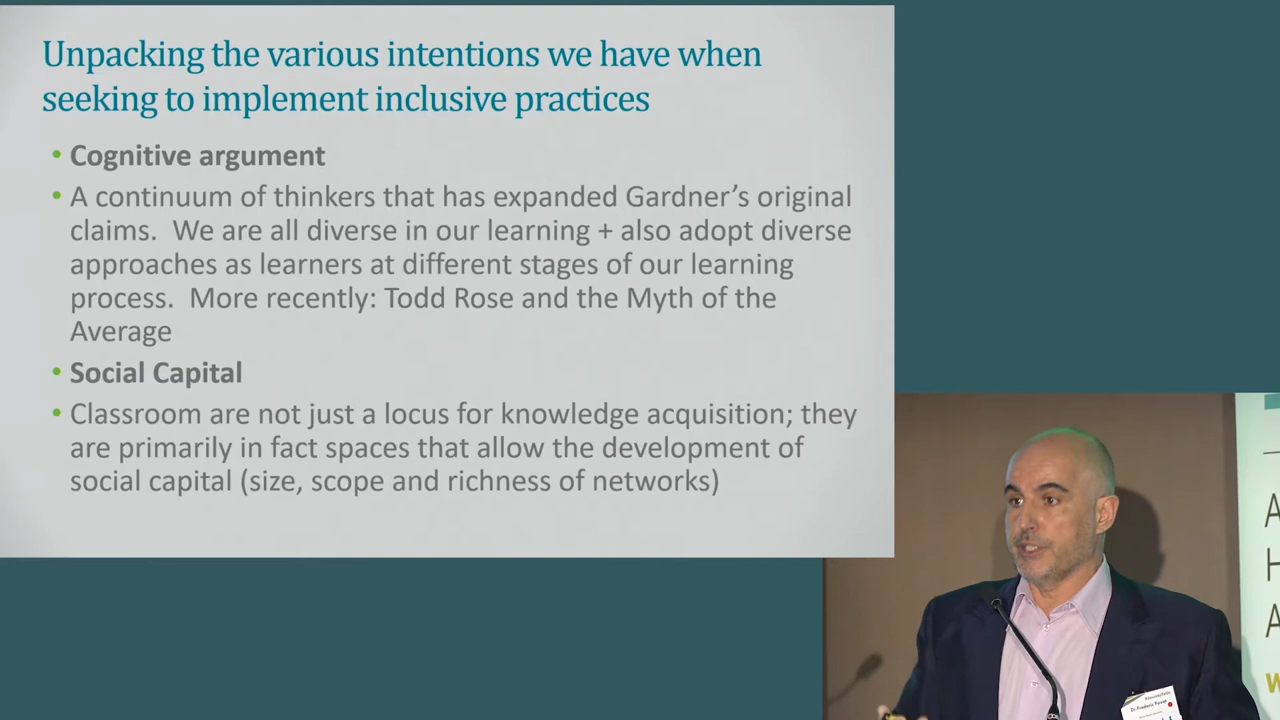 Unpacking the various intentions we have when
seeking to implement inclusive practices
• Cognitive argument
• A continuum of thinkers that has expanded Gardner’s original
claims.  We are all diverse in our learning + also adopt diverse
approaches as learners at different stages of our learning
process.  More recently: Todd Rose and the Myth of the
Average
• Social Capital
• Classroom are not just a locus for knowledge acquisition; they
are primarily in fact spaces that allow the development of
social capital (size, scope and richness of networks)
A
H
A
w
Dr.Frederic